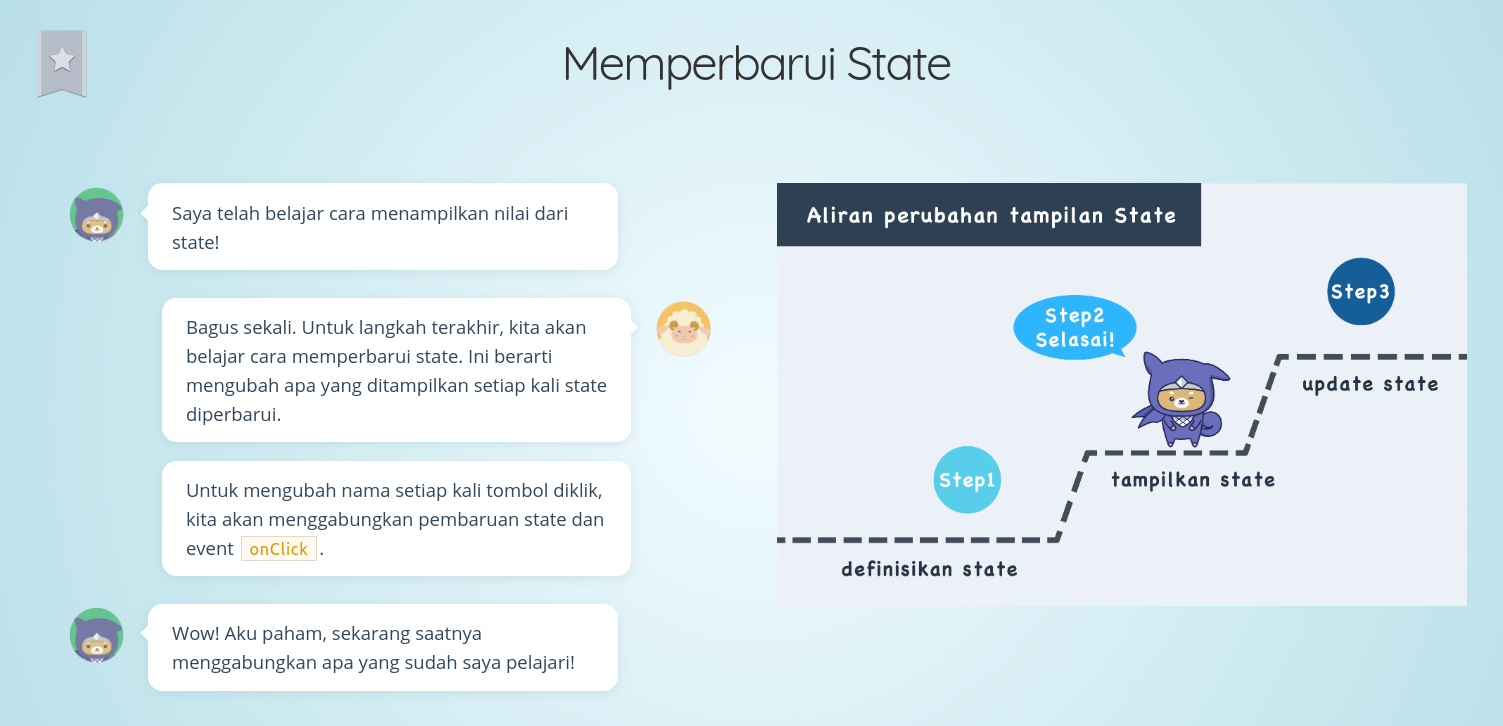 Memperbarui State
Saya telah belajar cara menampilkan nilai dari
state!
Bagus sekali. Untuk langkah terakhir, kita akan
belajar cara memperbarui state. Ini berarti
mengubah apa yang ditampilkan setiap kali state
diperbarui.
Untuk mengubah nama setiap kali tombol diklik,
kita akan menggabungkan pembaruan state dan
event onClick.
Wow! Aku paham, sekarang saatnya
menggabungkan apa yang sudah saya pelajari!
Aliran perubahan tampilan State
Step3
Step2
Selasai!
update state
Step1
tampilkan state
definisikan state